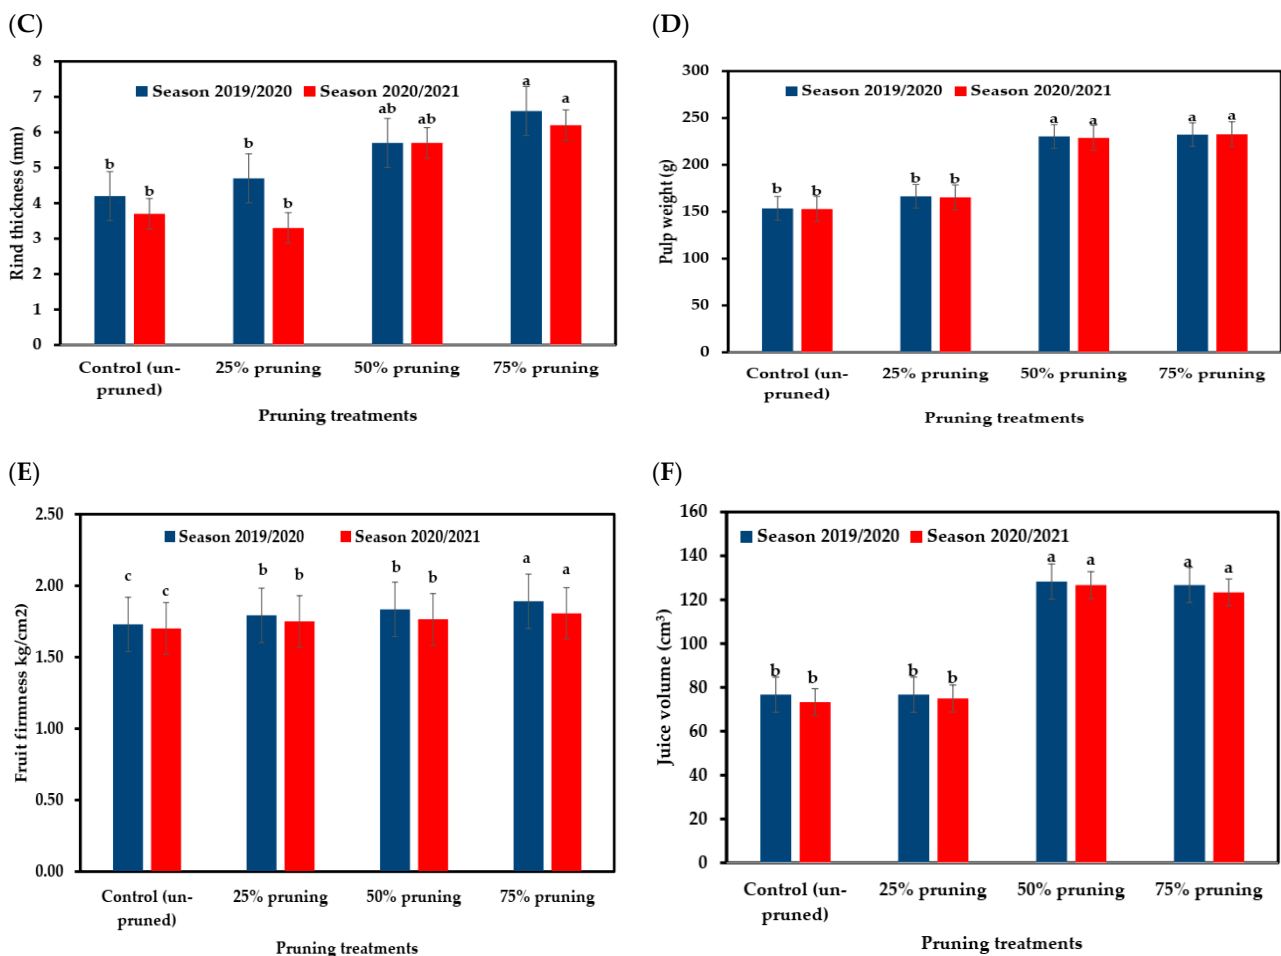 (C)
8
7
6
5
4
3
2
1
0
Rind thickness (mm)
Season 2019/2020 Season 2020/2021
b b b b ab ab a a
Control (un-
pruned)
25% pruning
50% pruning
75% pruning
Pruning treatments
(D)
300
250
200
150
100
50
0
Pulp weight (g)
Season 2019/2020 Season 2020/2021
b b b b a a a a
Control (un-
pruned)
25% pruning
50% pruning
75% pruning
Pruning treatments
(E)
2.50
2.00
1.50
1.00
0.50
0.00
Fruit firmness kg/cm2)
Season 2019/2020 Season 2020/2021
c c b b b b a a
Control (un-
pruned)
25% pruning
50% pruning
75% pruning
Pruning treatments
(F)
160
140
120
100
80
60
40
20
0
Juice volume (cm³)
Season 2019/2020 Season 2020/2021
b b b b a a a a
Control (un-
pruned)
25% pruning
50% pruning
75% pruning
Pruning treatments